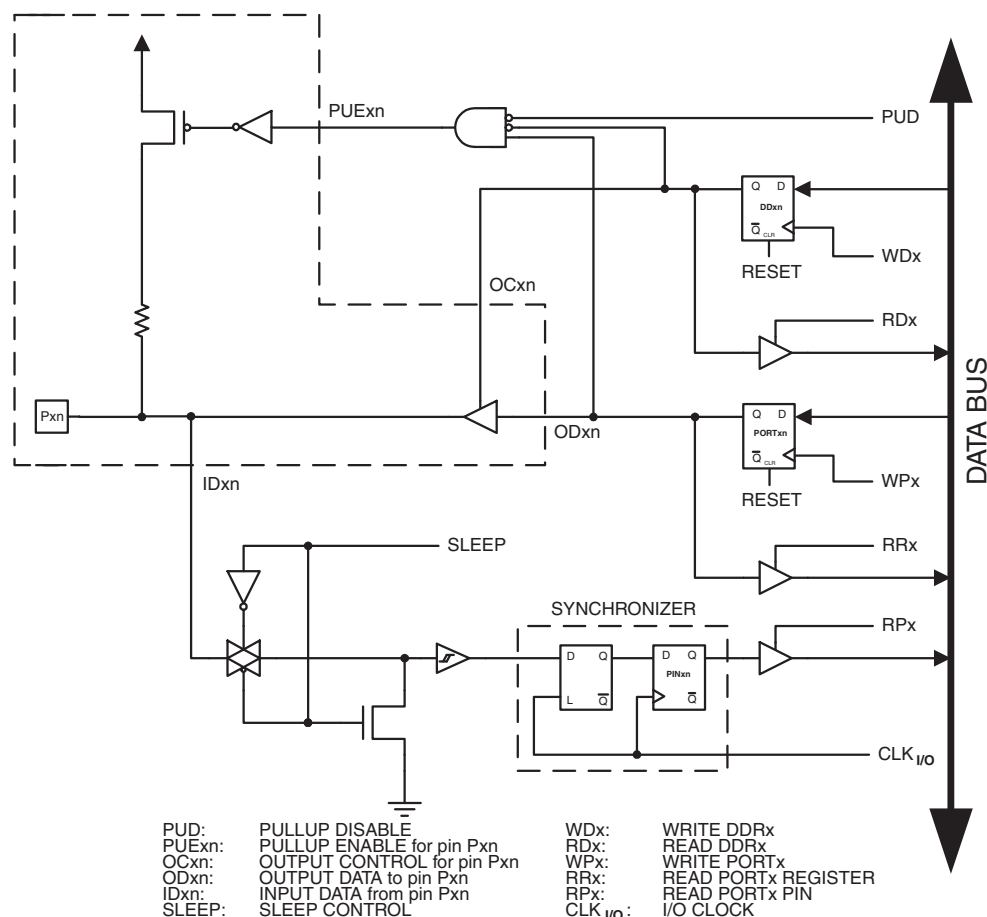 PUExn
PUD
Q D
DDxn
Q CLR
WDx
RESET
OCxn
RDx
Pxn
Q D
ODxn
PORTxn
Q CLR
WPx
RESET
IDxn
DATA BUS
SLEEP
RRx
SYNCHRONIZER
RPx
D Q
D Q
PINxn
L Q
Q
CLK I/O
PUD: PULLUP DISABLE
PUExn: PULLUP ENABLE for pin Pxn
OCxn: OUTPUT CONTROL for pin Pxn
ODxn: OUTPUT DATA to pin Pxn
IDxn: INPUT DATA from pin Pxn
SLEEP: SLEEP CONTROL
WDx: WRITE DDRx
RDx: READ DDRx
WPx: WRITE PORTx
RRx: READ PORTx REGISTER
RPx: READ PORTx PIN
CLK I/O: I/O CLOCK